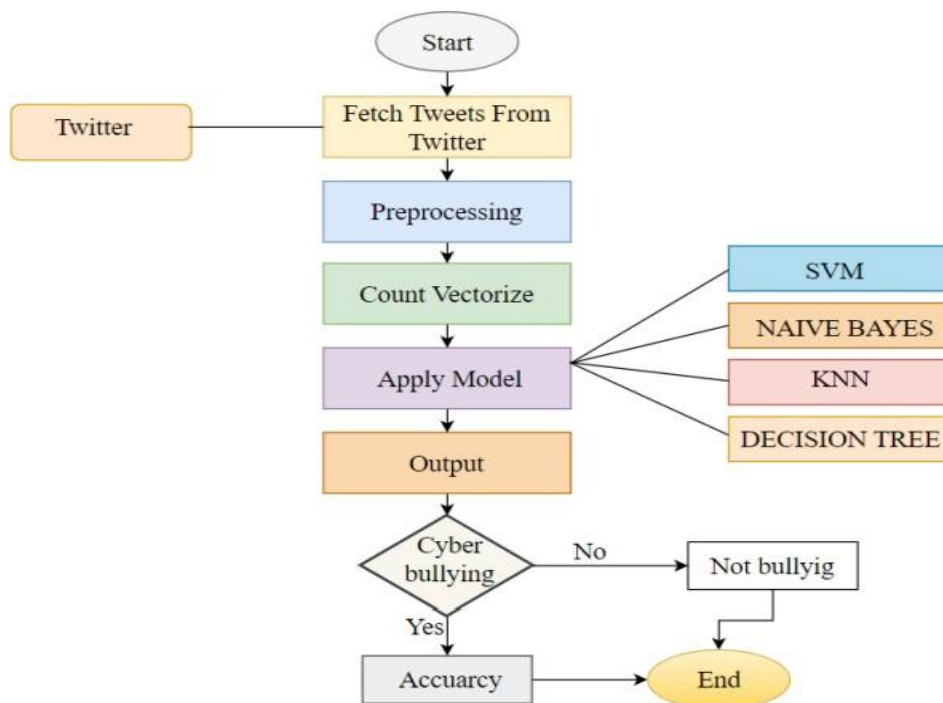 Start
Fetch Tweets From
Twitter
Twitter
Preprocessing
Count Vectorize
Apply Model
SVM
NAIVE BAYES
KNN
DECISION TREE
Output
Cyber
bullying
No
Not bullyig
Yes
Accuarcy
End